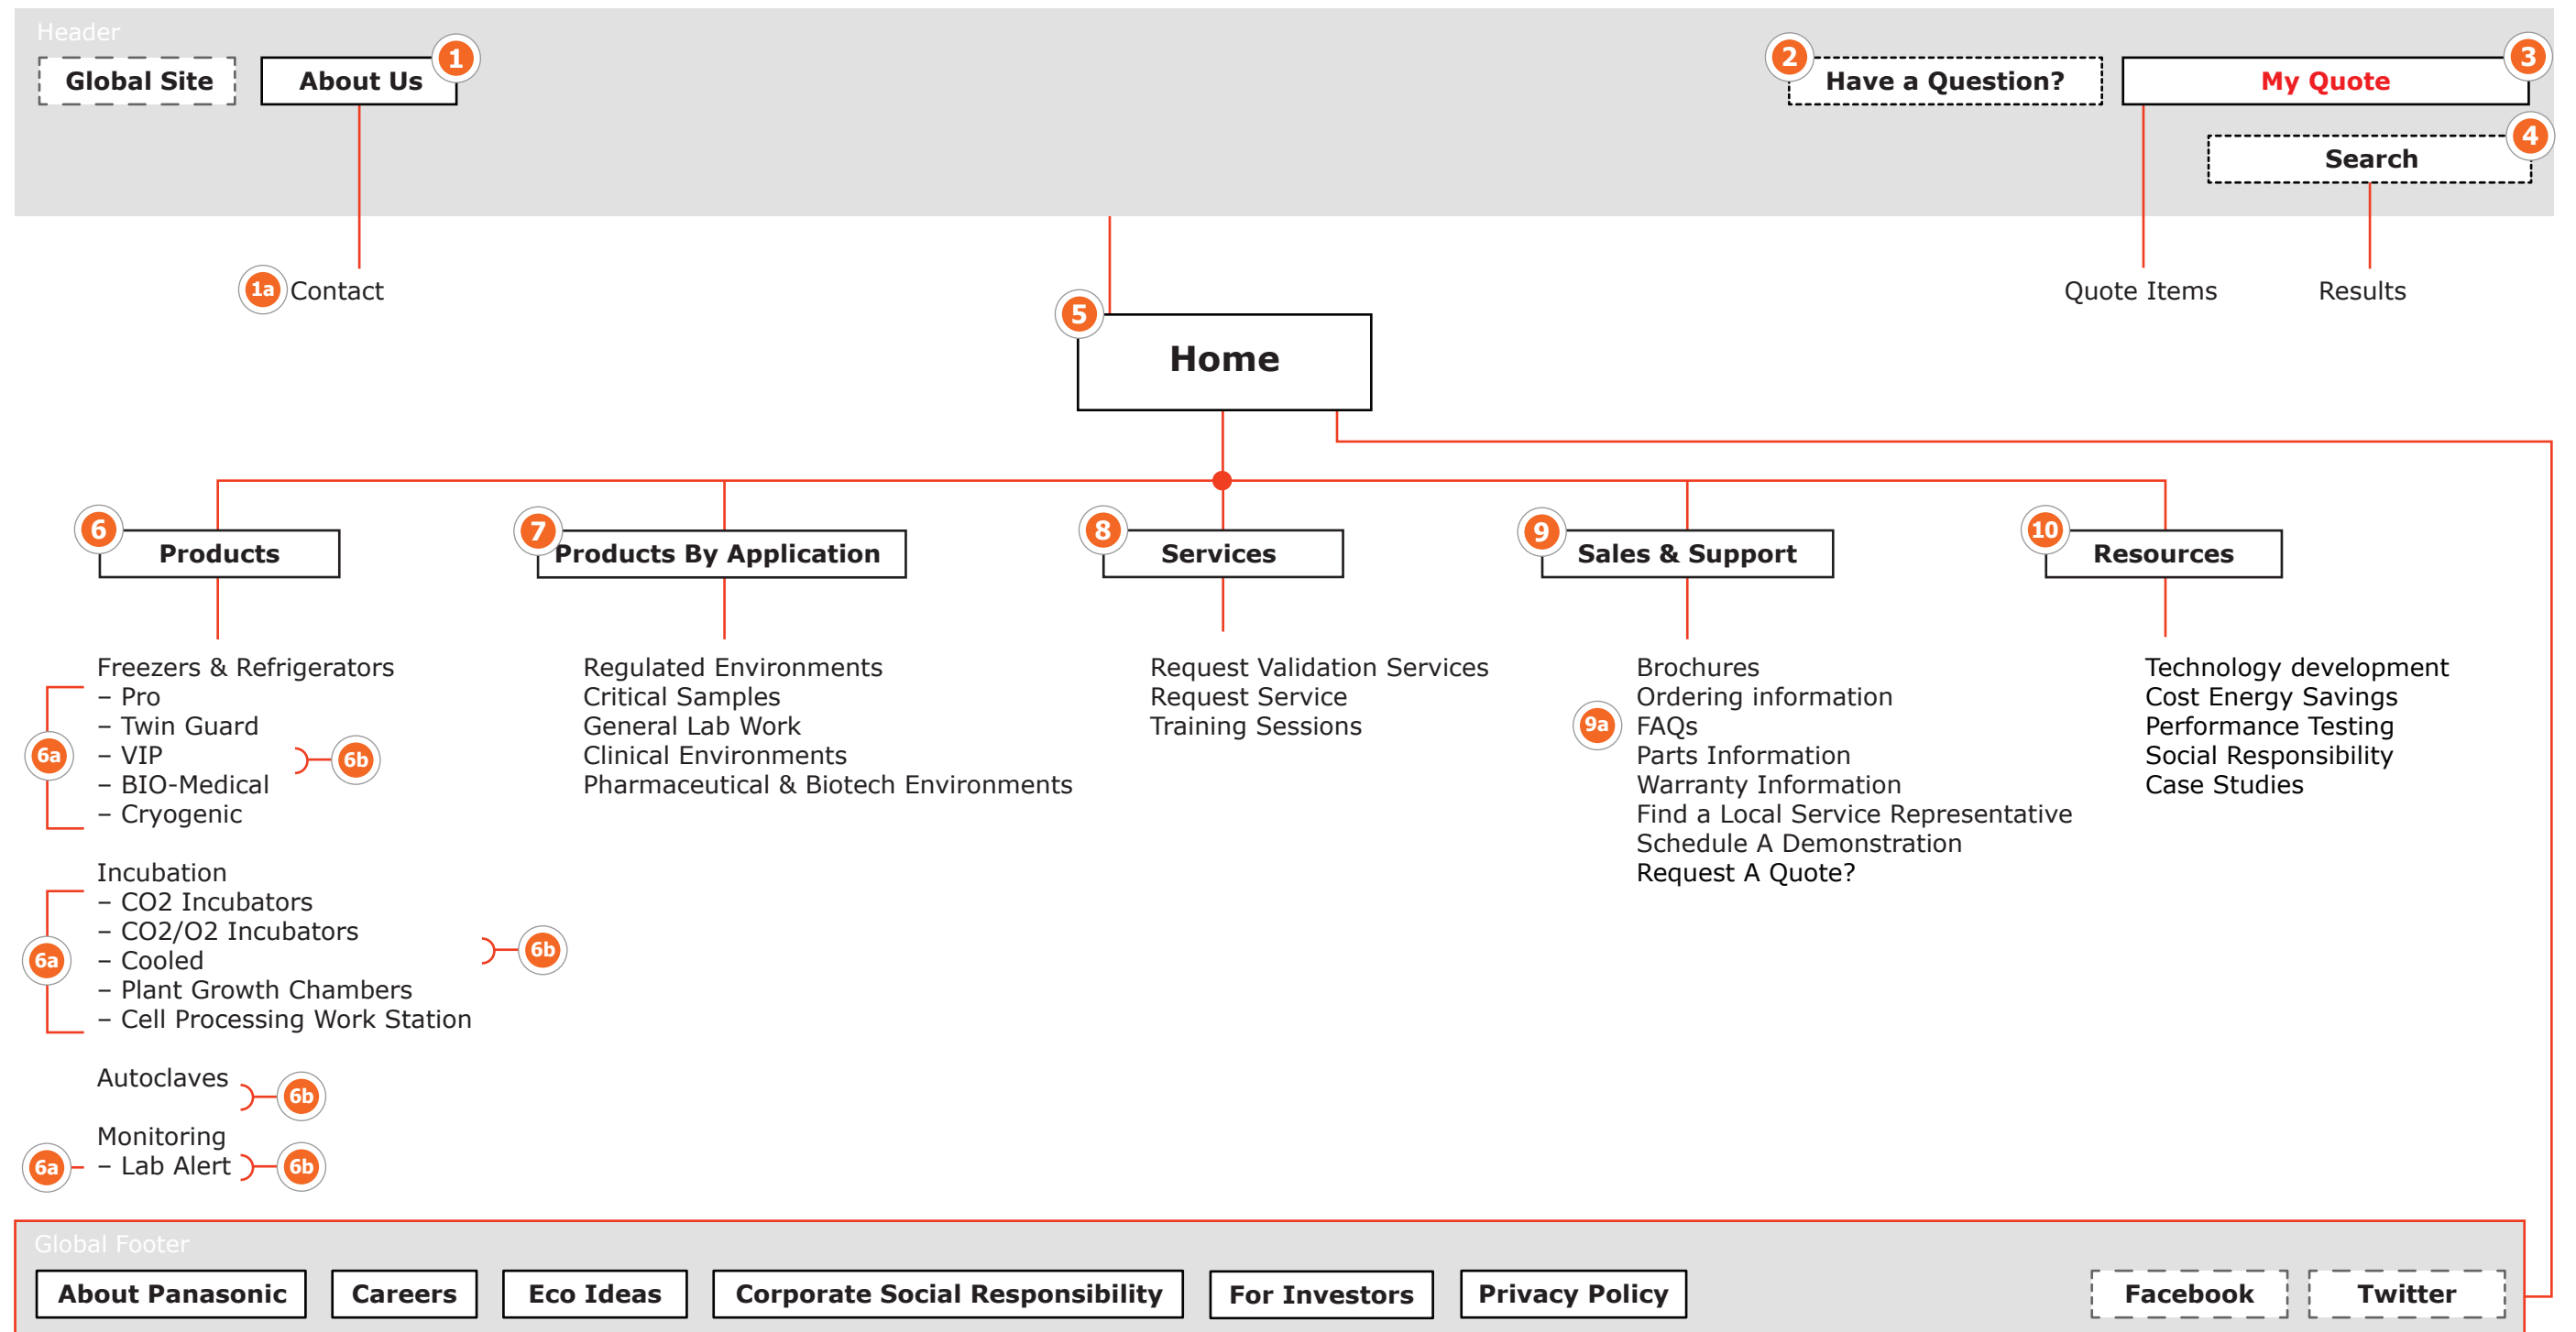 Header
Global Site
About Us
1
2
Have a Question?
My Quote
3
4
Search
1a
Contact
Quote Items
Results
5
Home
6
Products
7
Products By Application
8
Services
9
Sales & Support
10
Resources
Freezers & Refrigerators
– Pro
– Twin Guard
– VIP
– BIO-Medical
– Cryogenic
6a
6b
Incubation
– CO2 Incubators
– CO2/O2 Incubators
– Cooled
– Plant Growth Chambers
– Cell Processing Work Station
6a
6b
Autoclaves
6b
Monitoring
– Lab Alert
6a
6b
Regulated Environments
Critical Samples
General Lab Work
Clinical Environments
Pharmaceutical & Biotech Environments
Request Validation Services
Request Service
Training Sessions
Brochures
Ordering information
9a
FAQs
Parts Information
Warranty Information
Find a Local Service Representative
Schedule A Demonstration
Request A Quote?
Technology development
Cost Energy Savings
Performance Testing
Social Responsibility
Case Studies
Global Footer
About Panasonic
Careers
Eco Ideas
Corporate Social Responsibility
For Investors
Privacy Policy
Facebook
Twitter